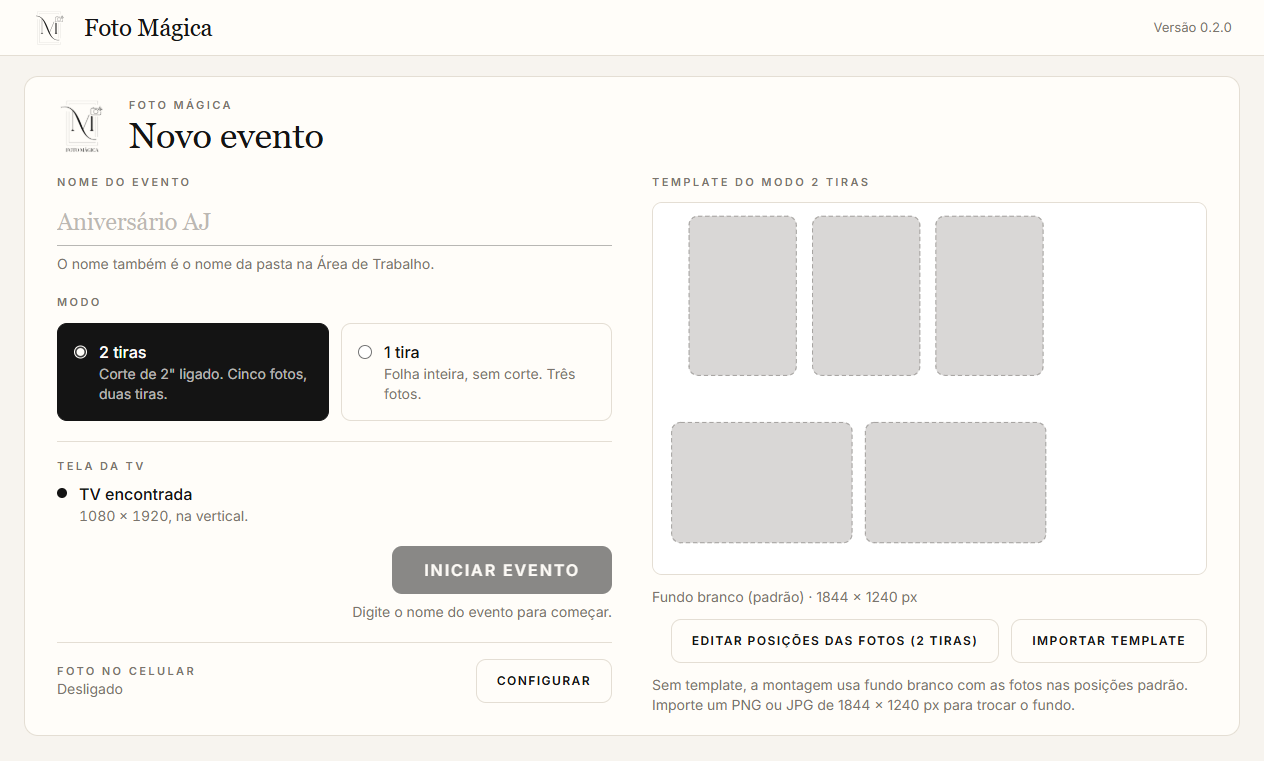 Foto Mágica
Versão 0.2.0
FOTO MÁGICA
Novo evento
FOTO MÁGICA
NOME DO EVENTO
Aniversário AJ
O nome também é o nome da pasta na Área de Trabalho.
MODO
2 tiras
Corte de 2" ligado. Cinco fotos,
duas tiras.
1 tira
Folha inteira, sem corte. Três
fotos.
TELA DA TV
TV encontrada
1080 × 1920, na vertical.
INICIAR EVENTO
Digite o nome do evento para começar.
FOTO NO CELULAR
Desligado
CONFIGURAR
TEMPLATE DO MODO 2 TIRAS
Fundo branco (padrão) · 1844 × 1240 px
EDITAR POSIÇÕES DAS FOTOS (2 TIRAS)
IMPORTAR TEMPLATE
Sem template, a montagem usa fundo branco com as fotos nas posições padrão.
Importe um PNG ou JPG de 1844 × 1240 px para trocar o fundo.